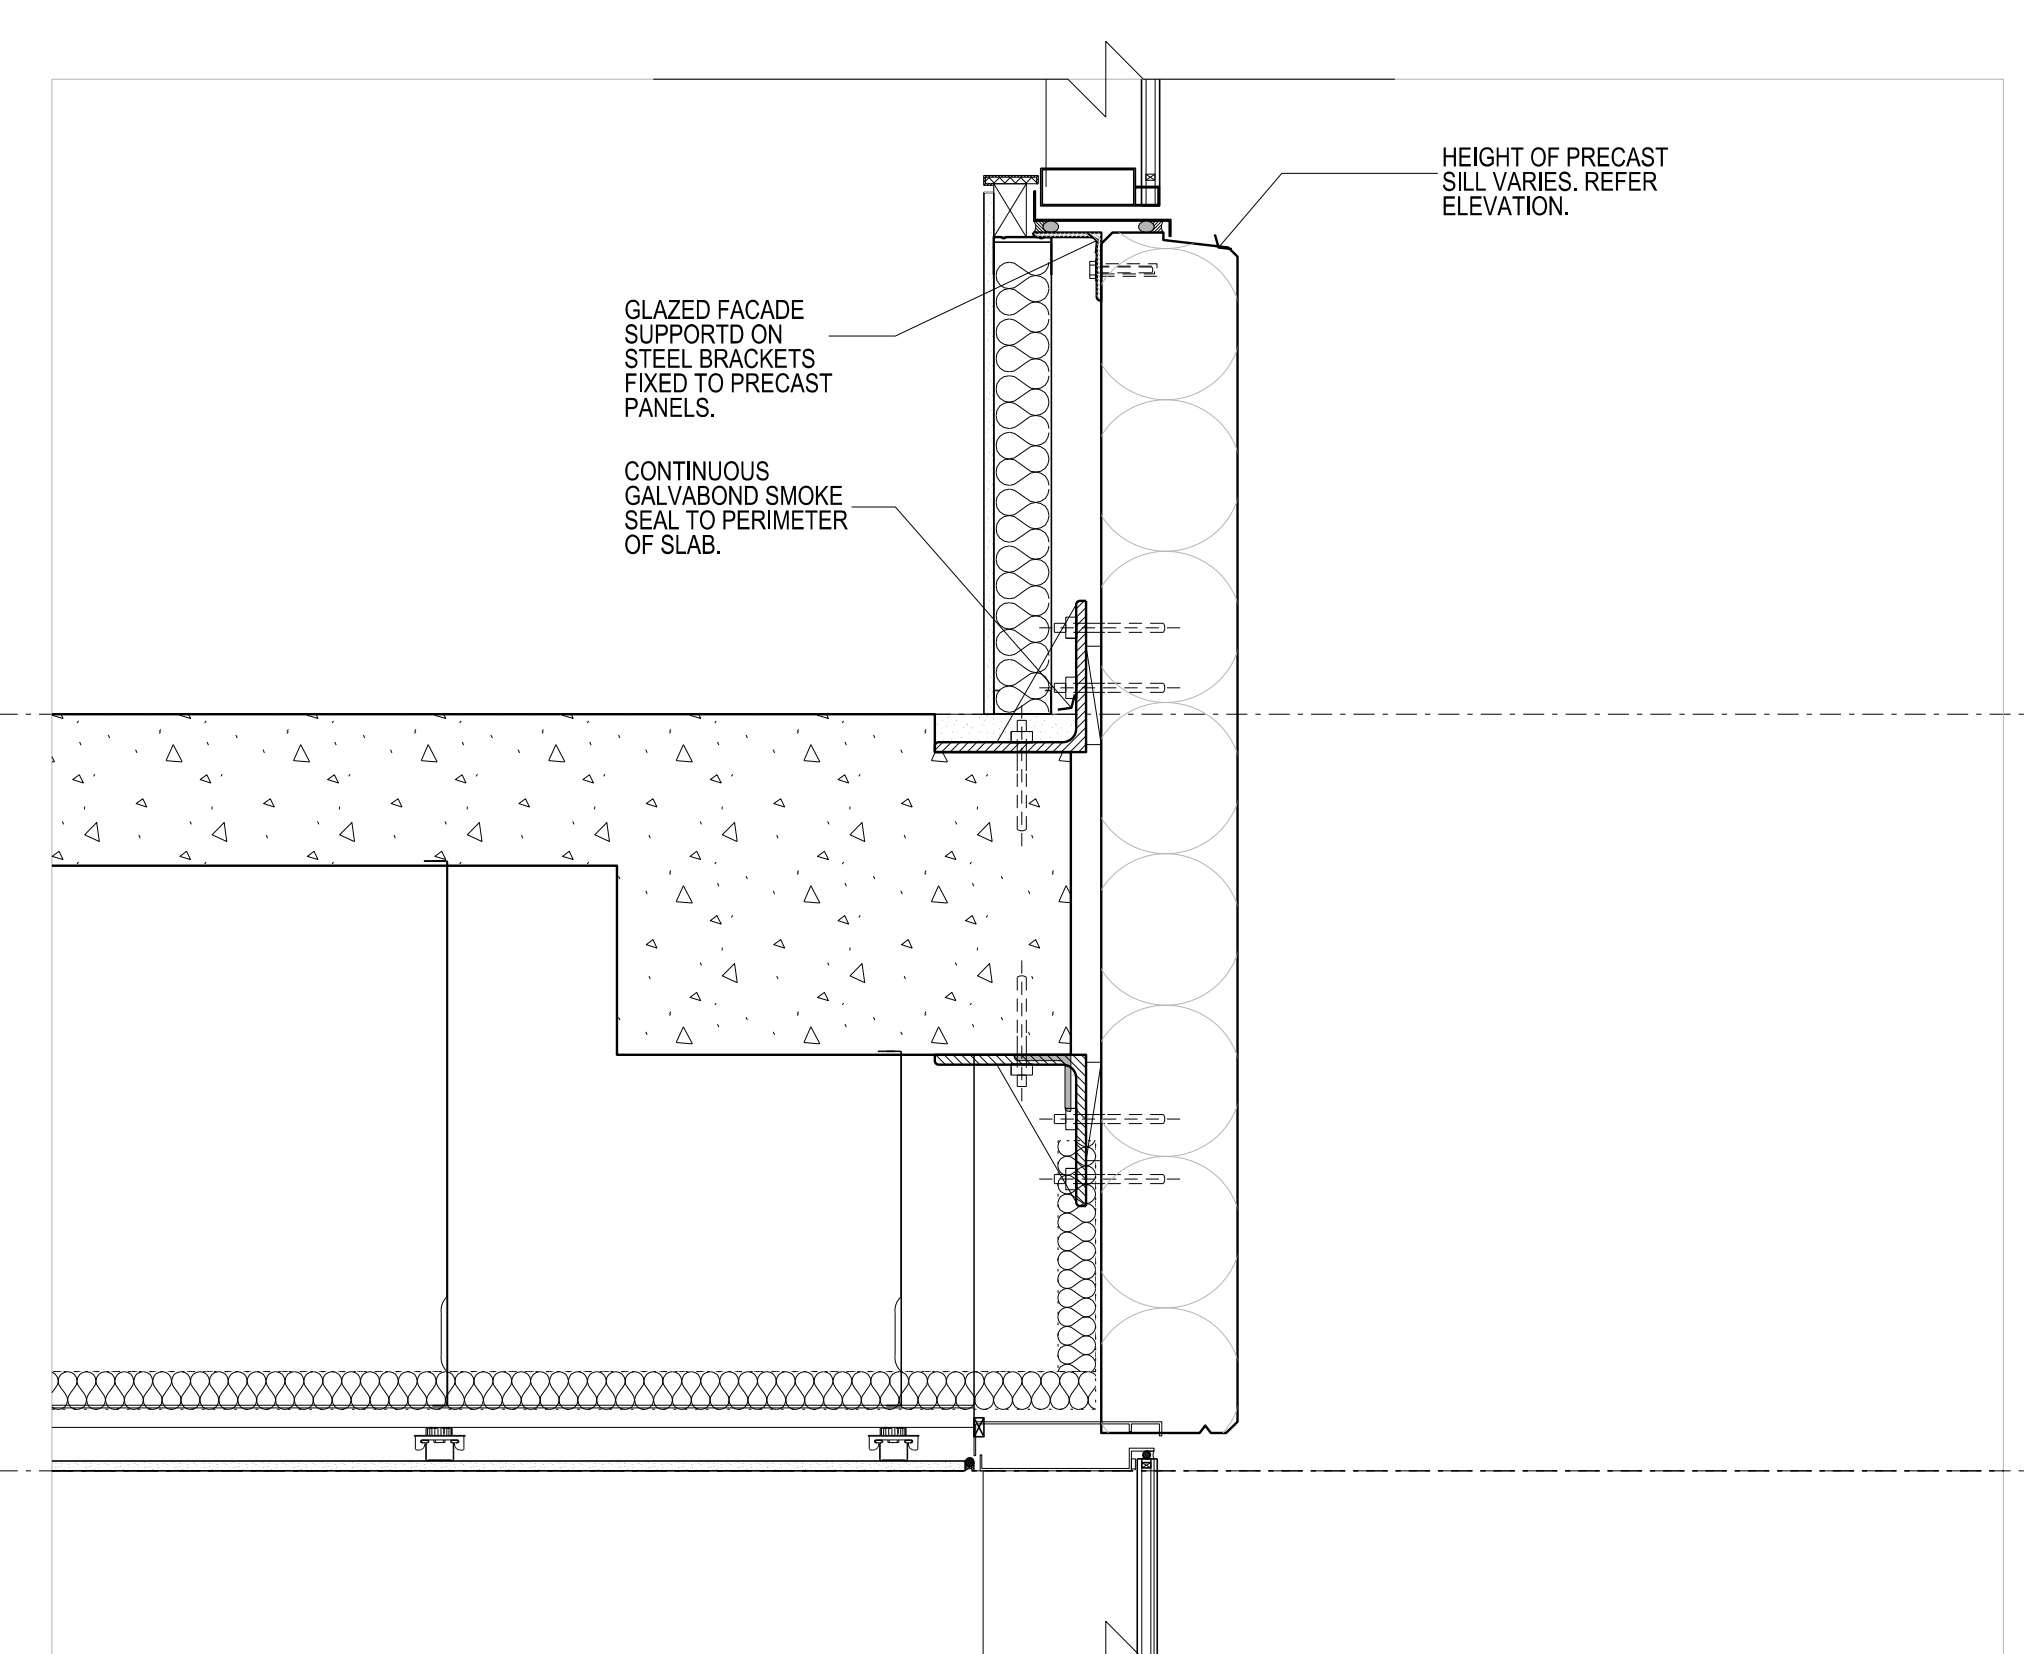 HEIGHT OF PRECAST
SILL VARIES. REFER
ELEVATION.
GLAZED FACADE
SUPPORTD ON
STEEL BRACKETS
FIXED TO PRECAST
PANELS.
CONTINUOUS
GALVABOND SMOKE
SEAL TO PERIMETER
OF SLAB.